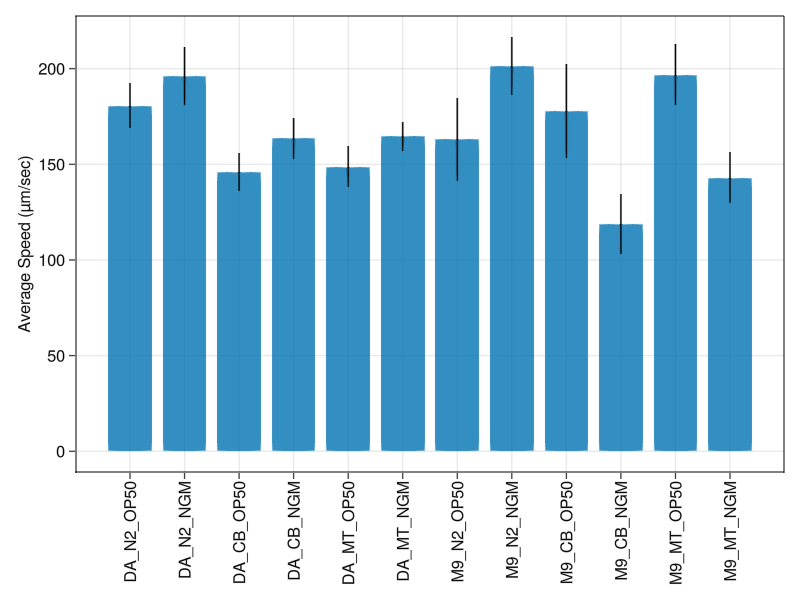 Average Speed (µm/sec)
200
150
100
50
0
DA_N2_OP50
DA_N2_NGM
DA_CB_OP50
DA_CB_NGM
DA_MT_OP50
DA_MT_NGM
M9_N2_OP50
M9_N2_NGM
M9_CB_OP50
M9_CB_NGM
M9_MT_OP50
M9_MT_NGM